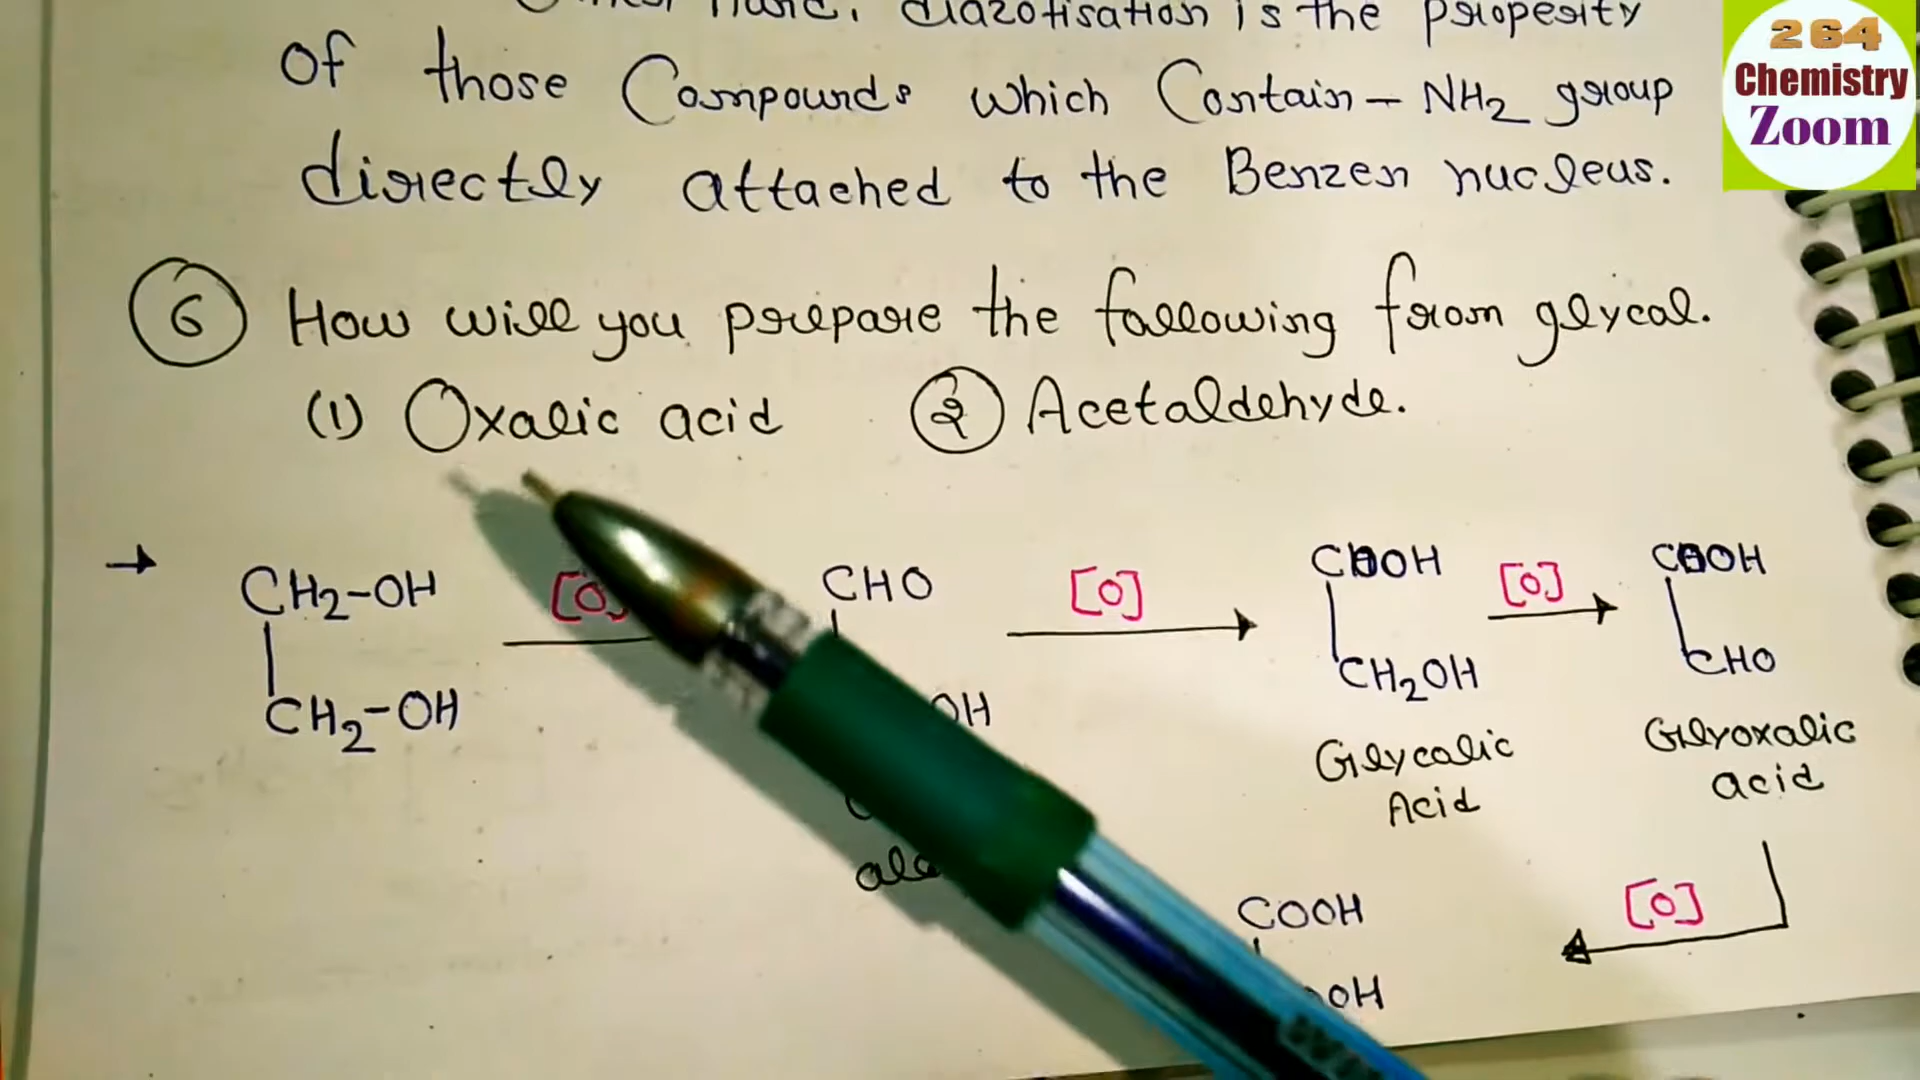 diazotisation is the property
of those Compounds which Contain - NH2 group
directly attached to the Benzen nucleus.
6 How will you prepare the following from glycol.
(1) Oxalic acid 2 Acetaldehyde.
→ CH2-OH [O] CHO [O] COOH [O] COOH
CH2-OH OH CH2OH CHO
Glycolic Acid
Glyoxalic acid
COOH [O]
OOH
264
Chemistry
Zoom